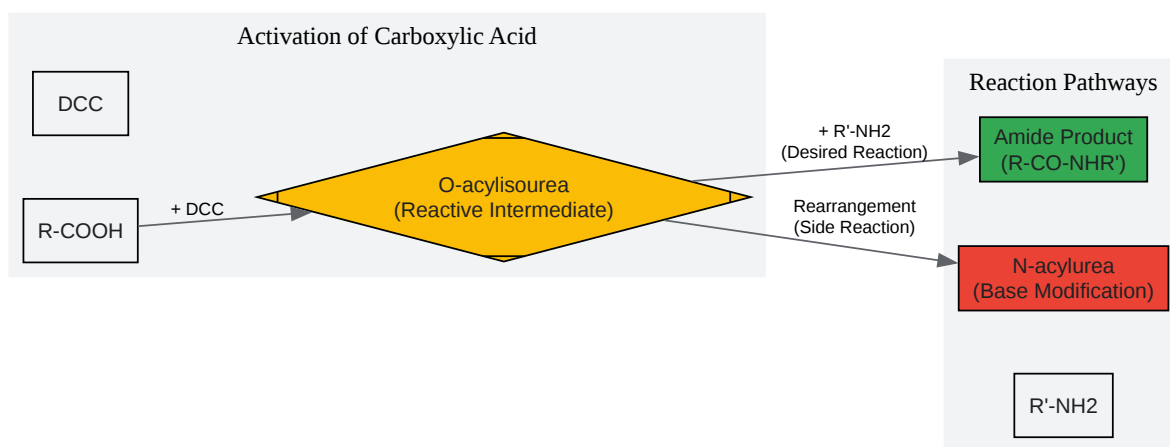 Activation of Carboxylic Acid
DCC
R-COOH
+ DCC
O-acylisourea
(Reactive Intermediate)
+ R'-NH2
(Desired Reaction)
Rearrangement
(Side Reaction)
Reaction Pathways
Amide Product
(R-CO-NHR')
N-acylurea
(Base Modification)
R'-NH2